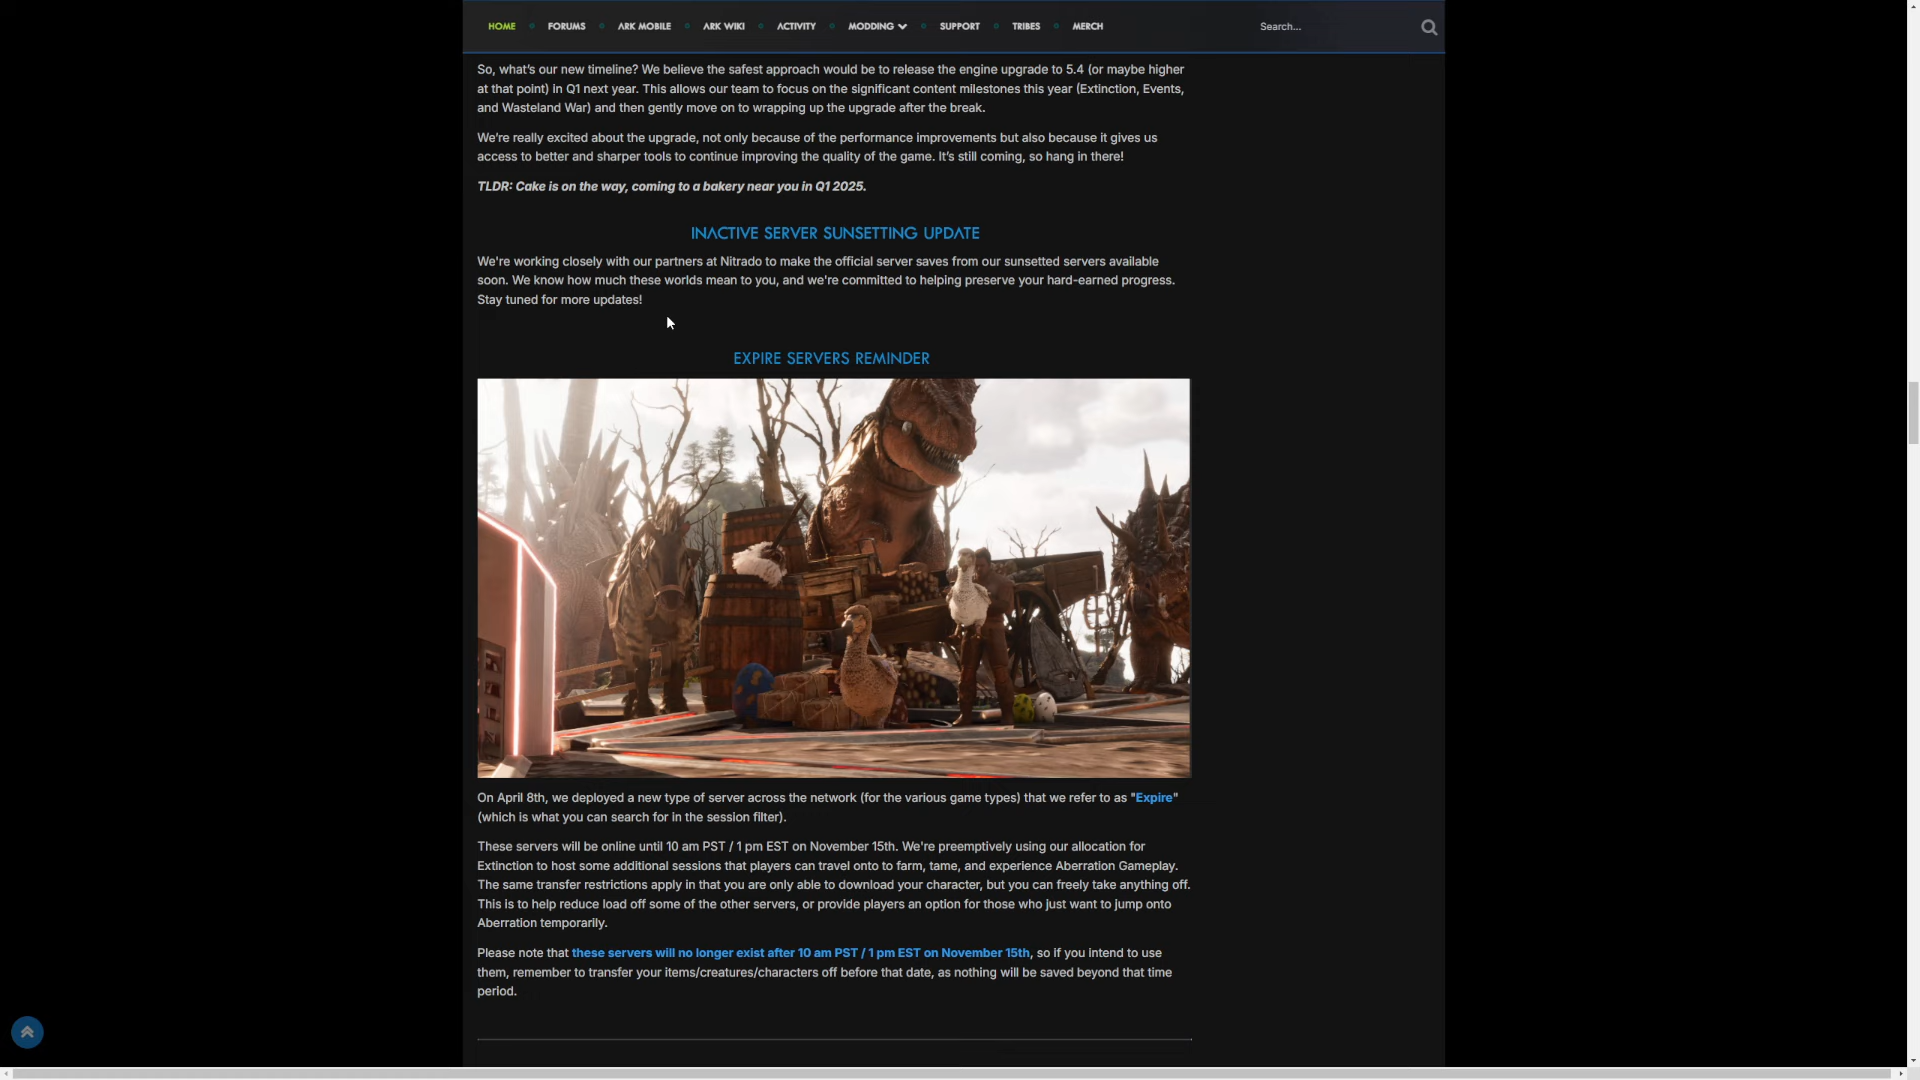 HOME FORUMS ARK MOBILE ARK WIKI ACTIVITY MODDING SUPPORT TRIBES MERCH Search...
So, what's our new timeline? We believe the safest approach would be to release the engine upgrade to 5.4 (or maybe higher
at that point) in Q1 next year. This allows our team to focus on the significant content milestones this year (Extinction, Events,
and Wasteland War) and then gently move on to wrapping up the upgrade after the break.
We're really excited about the upgrade, not only because of the performance improvements but also because it gives us
access to better and sharper tools to continue improving the quality of the game. It's still coming, so hang in there!
TLDR: Cake is on the way, coming to a bakery near you in Q1 2025.
INACTIVE SERVER SUNSETTING UPDATE
We're working closely with our partners at Nitrado to make the official server saves from our sunsetted servers available
soon. We know how much these worlds mean to you, and we're committed to helping preserve your hard-earned progress.
Stay tuned for more updates!
EXPIRE SERVERS REMINDER
On April 8th, we deployed a new type of server across the network (for the various game types) that we refer to as "Expire"
(which is what you can search for in the session filter).
These servers will be online until 10 am PST / 1 pm EST on November 15th. We're preemptively using our allocation for
Extinction to host some additional sessions that players can travel onto to farm, tame, and experience Aberration Gameplay.
The same transfer restrictions apply in that you are only able to download your character, but you can freely take anything off.
This is to help reduce load off some of the other servers, or provide players an option for those who just want to jump onto
Aberration temporarily.
Please note that these servers will no longer exist after 10 am PST / 1 pm EST on November 15th, so if you intend to use
them, remember to transfer your items/creatures/characters off before that date, as nothing will be saved beyond that time
period.